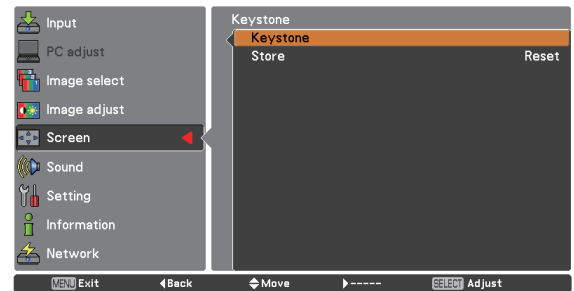 Input
PC adjust
Image select
Image adjust
Screen
Sound
Setting
Information
Network
Keystone
Keystone
Store Reset
MENU Exit Back Move ----- SELECT Adjust